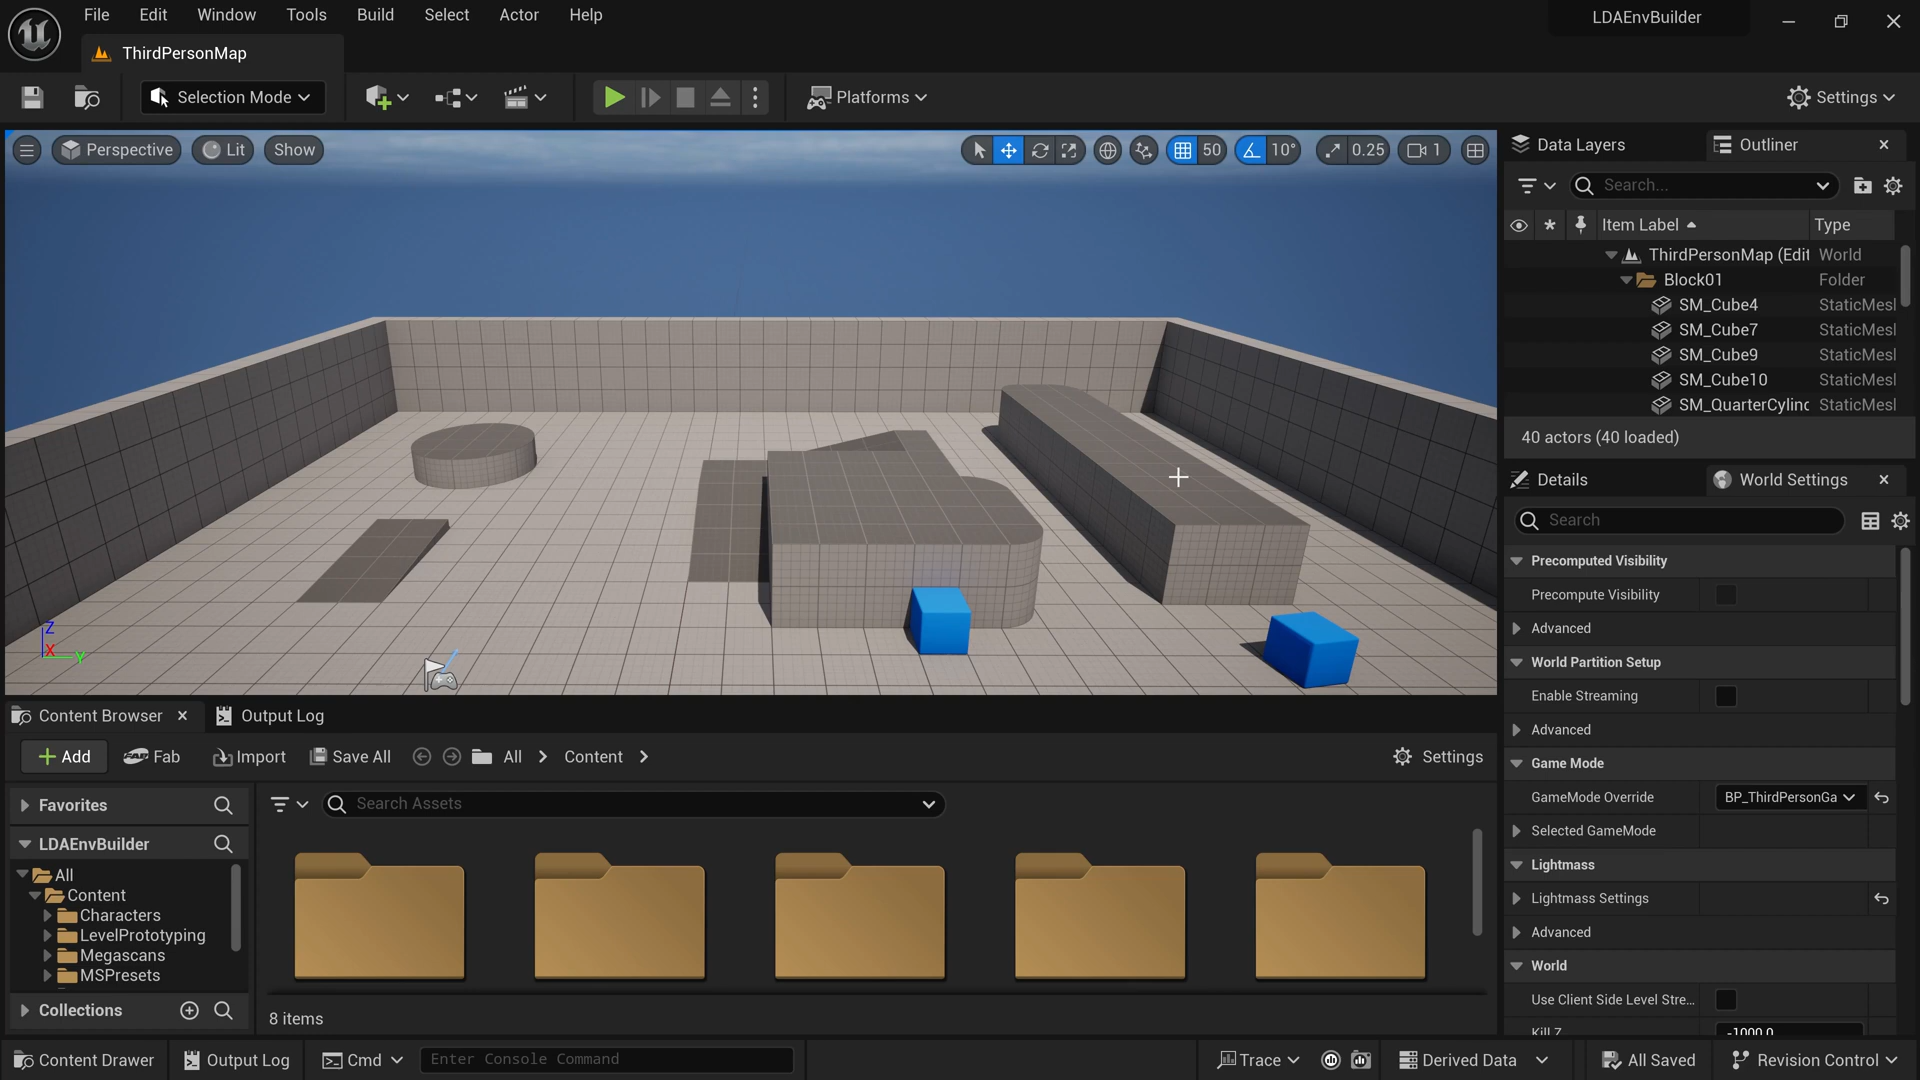 File Edit Window Tools Build Select Actor Help
LDAEnvBuilder
ThirdPersonMap
Selection Mode
Platforms
Settings
Perspective Lit Show
50 10° 0.25 1
Data Layers
Outliner
Search...
Item Label Type
ThirdPersonMap (Edit World
Block01 Folder
SM_Cube4 StaticMesl
SM_Cube7 StaticMesl
SM_Cube9 StaticMesl
SM_Cube10 StaticMesl
SM_QuarterCylinc StaticMesl
40 actors (40 loaded)
Details
World Settings
Search
Precomputed Visibility
Precompute Visibility
Advanced
World Partition Setup
Enable Streaming
Advanced
Game Mode
GameMode Override BP_ThirdPersonGa
Selected GameMode
Lightmass
Lightmass Settings
Advanced
World
Use Client Side Level Stre...
Kill Z -1000.0
Z
X
Y
Content Browser
Output Log
Add Fab Import Save All All Content
Settings
Favorites
Search Assets
LDAEnvBuilder
All
Content
Characters
LevelPrototyping
Megascans
MSPresets
Collections
8 items
Content Drawer Output Log Cmd Enter Console Command
Trace Derived Data All Saved Revision Control